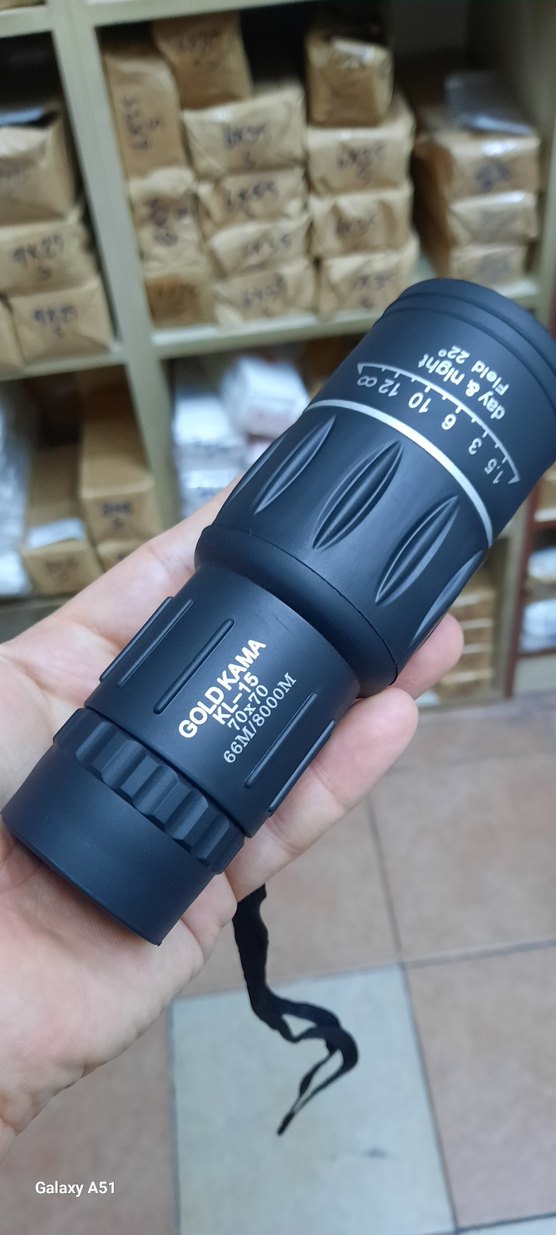 day & night
Field 22°
1.5 3 6 10 12 ∞
GOLD KAMA
KL-15
70x70
66M/8000M
Galaxy A51